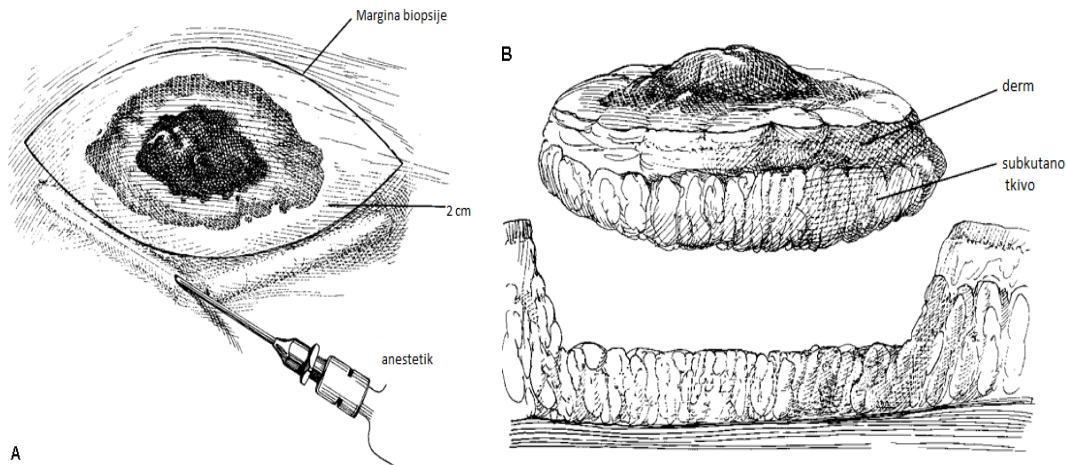 Margina biopsije
2 cm
anestetik
A
B
derm
subkutano
tkivo